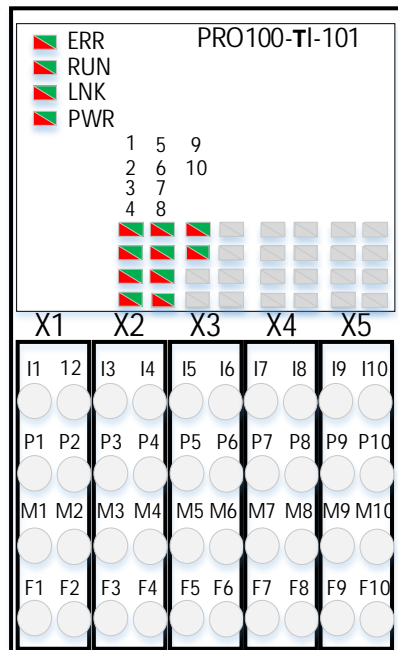 PRO100-TI-101
ERR
RUN
LNK
PWR
1 5 9
2 6 10
3 7
4 8
X1 X2 X3 X4 X5
I1 12 I3 I4 I5 I6 I7 I8 I9 I10
P1 P2 P3 P4 P5 P6 P7 P8 P9 P10
M1 M2 M3 M4 M5 M6 M7 M8 M9 M10
F1 F2 F3 F4 F5 F6 F7 F8 F9 F10